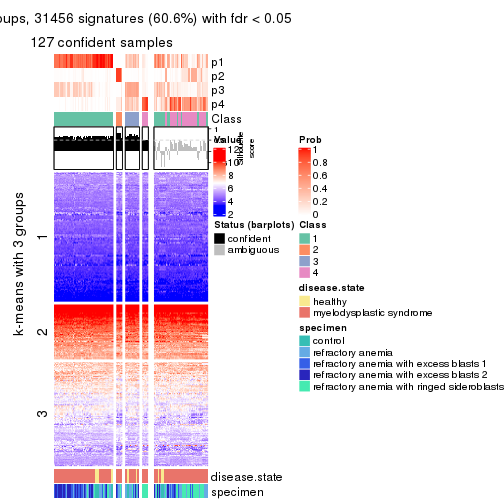 oups, 31456 signatures (60.6%) with fdr < 0.05
127 confident samples
p1
p2
p3
p4
Class
1
Silhouette
score
Value
12
10
8
6
4
2
Prob
1
0.8
0.6
0.4
0.2
0
Status (barplots)
confident
ambiguous
Class
1
2
3
4
disease.state
healthy
myelodysplastic syndrome
specimen
control
refractory anemia
refractory anemia with excess blasts 1
refractory anemia with excess blasts 2
refractory anemia with ringed sideroblasts
k-means with 3 groups
1
2
3
disease.state
specimen